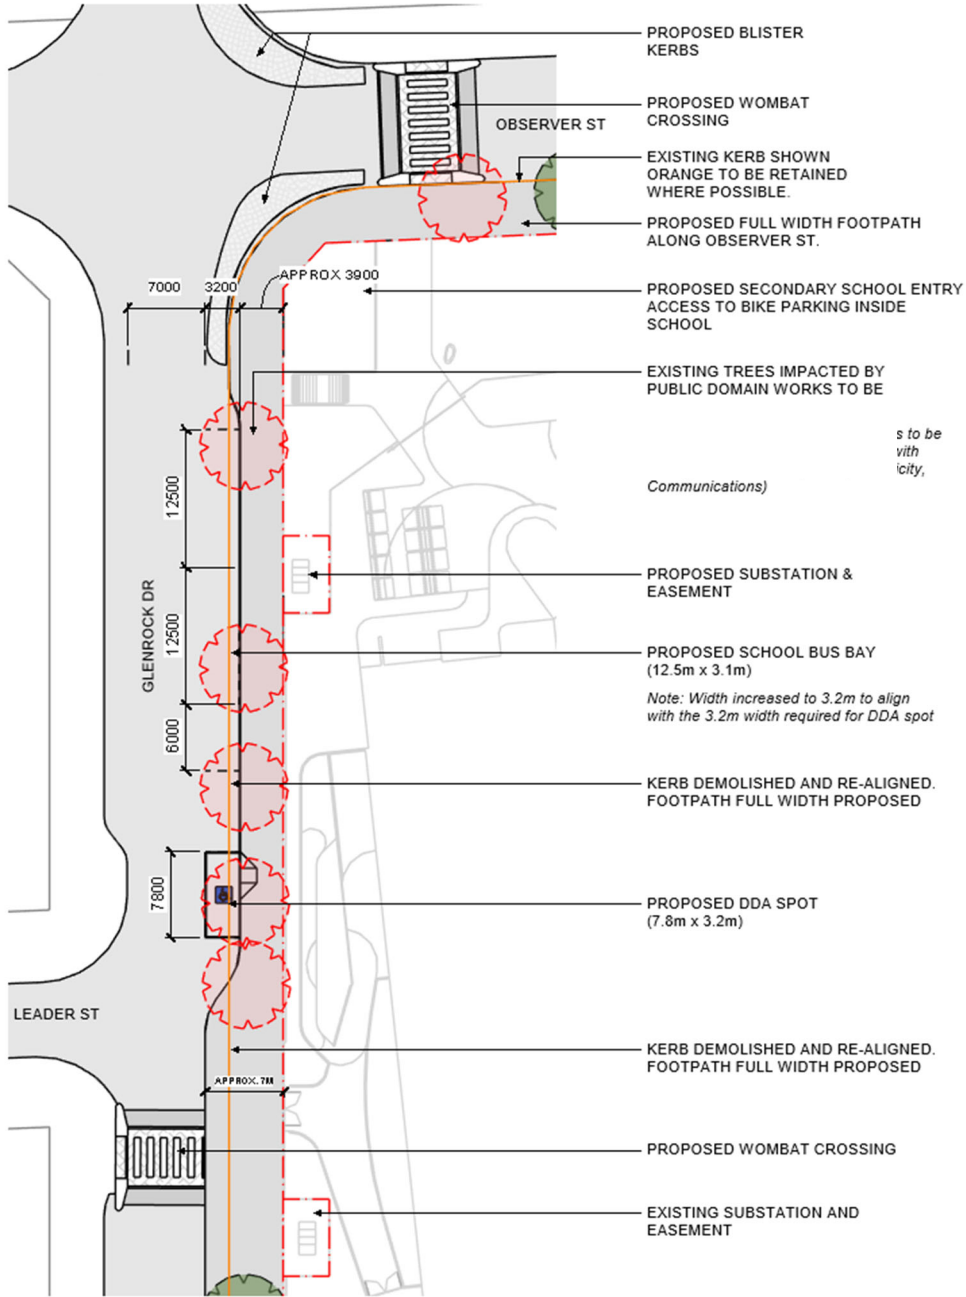 PROPOSED BLISTER
KERBS
PROPOSED WOMBAT
CROSSING
OBSERVER ST
EXISTING KERB SHOWN
ORANGE TO BE RETAINED
WHERE POSSIBLE.
PROPOSED FULL WIDTH FOOTPATH
ALONG OBSERVER ST.
7000
3200
APPROX 3900
PROPOSED SECONDARY SCHOOL ENTRY
ACCESS TO BIKE PARKING INSIDE
SCHOOL
EXISTING TREES IMPACTED BY
PUBLIC DOMAIN WORKS TO BE
s to be
with
icity,
Communications)
12500
PROPOSED SUBSTATION &
EASEMENT
GLENROCK DR
12500
PROPOSED SCHOOL BUS BAY
(12.5m x 3.1m)
Note: Width increased to 3.2m to align
with the 3.2m width required for DDA spot
6000
KERB DEMOLISHED AND RE-ALIGNED.
FOOTPATH FULL WIDTH PROPOSED
7800
PROPOSED DDA SPOT
(7.8m x 3.2m)
LEADER ST
KERB DEMOLISHED AND RE-ALIGNED.
FOOTPATH FULL WIDTH PROPOSED
APPROX. 7M
PROPOSED WOMBAT CROSSING
EXISTING SUBSTATION AND
EASEMENT